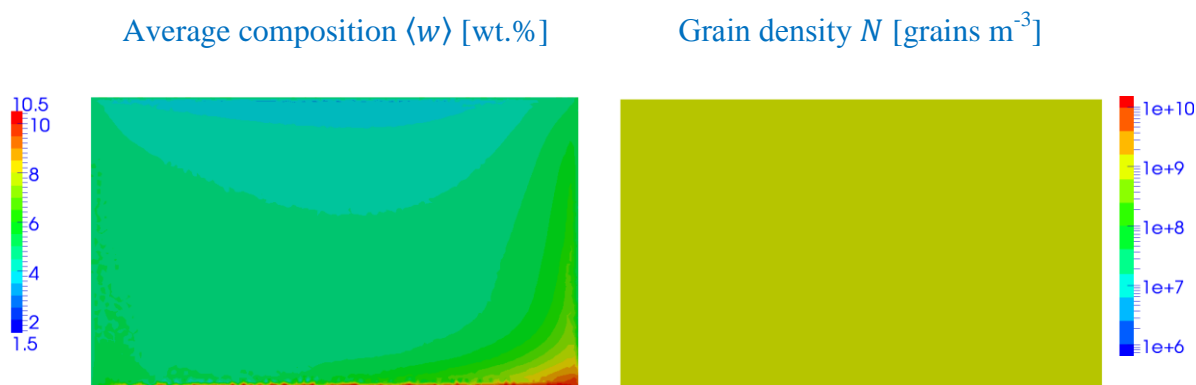 Average composition ⟨w⟩ [wt.%]
Grain density N [grains m⁻³]
10.5
10
8
6
4
2
1.5
1e+10
1e+9
1e+8
1e+7
1e+6